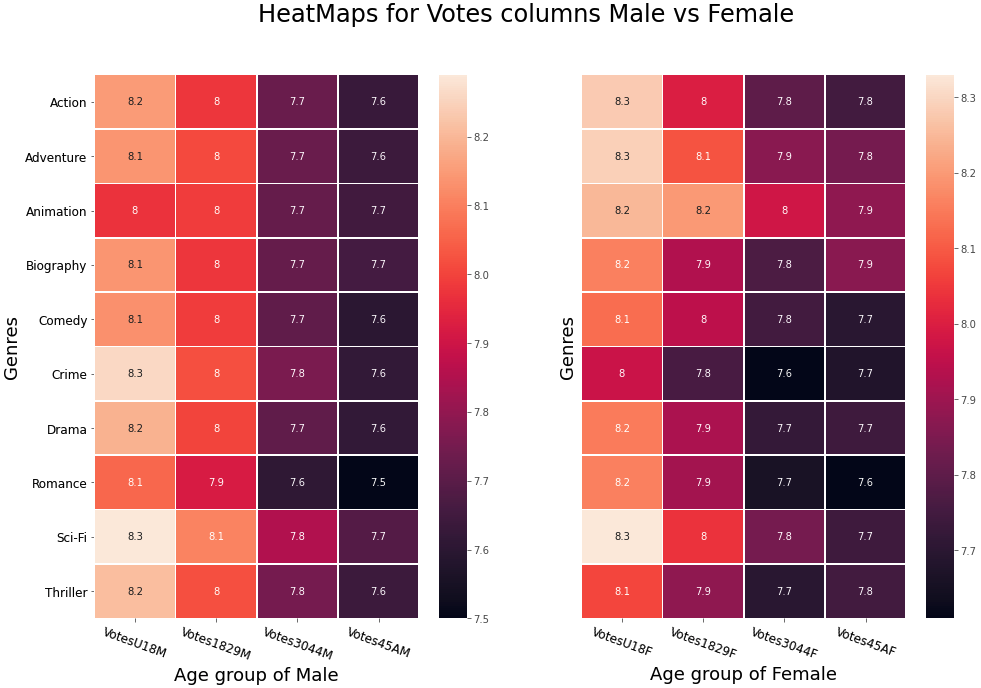 HeatMaps for Votes columns Male vs Female
Genres
Action 8.2 8 7.7 7.6
Adventure 8.1 8 7.7 7.6
Animation 8 8 7.7 7.7
Biography 8.1 8 7.7 7.7
Comedy 8.1 8 7.7 7.6
Crime 8.3 8 7.8 7.6
Drama 8.2 8 7.7 7.6
Romance 8.1 7.9 7.6 7.5
Sci-Fi 8.3 8.1 7.8 7.7
Thriller 8.2 8 7.8 7.6
VotesU18M Votes1829M Votes3044M Votes45AM
Age group of Male
8.2
8.1
8.0
7.9
7.8
7.7
7.6
7.5
Genres
8.3 8 7.8 7.8
8.3 8.1 7.9 7.8
8.2 8.2 8 7.9
8.2 7.9 7.8 7.9
8.1 8 7.8 7.7
8 7.8 7.6 7.7
8.2 7.9 7.7 7.7
8.2 7.9 7.7 7.6
8.3 8 7.8 7.7
8.1 7.9 7.7 7.8
VotesU18F Votes1829F Votes3044F Votes45AF
Age group of Female
8.3
8.2
8.1
8.0
7.9
7.8
7.7